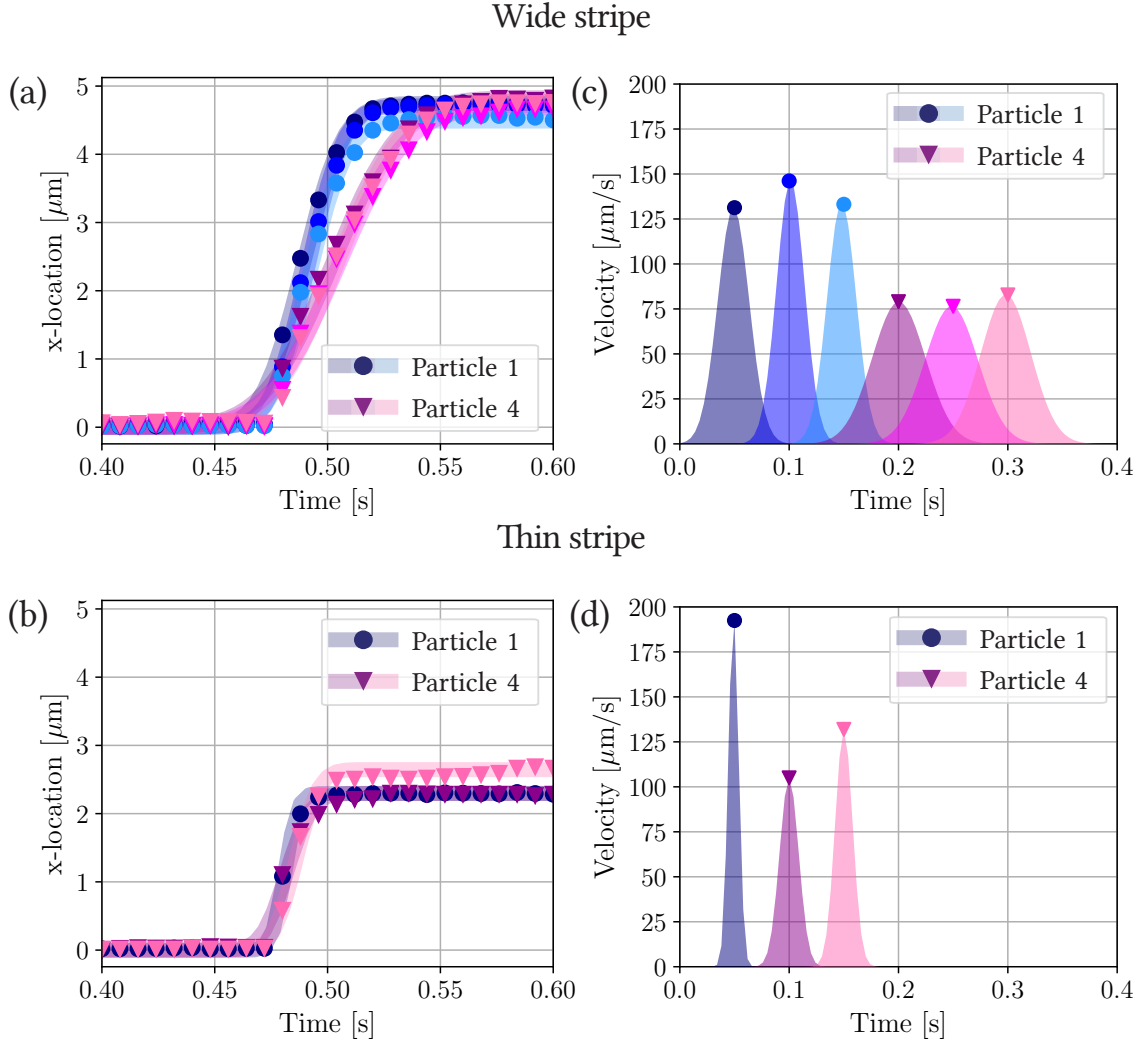 Wide stripe
(a)
x-location [μm]
5
4
3
2
1
0
0.40
0.45
0.50
0.55
0.60
Time [s]
Particle 1
Particle 4
(c)
Velocity [μm/s]
200
175
150
125
100
75
50
25
0
0.0
0.1
0.2
0.3
0.4
Time [s]
Particle 1
Particle 4
Thin stripe
(b)
x-location [μm]
5
4
3
2
1
0
0.40
0.45
0.50
0.55
0.60
Time [s]
Particle 1
Particle 4
(d)
Velocity [μm/s]
200
175
150
125
100
75
50
25
0
0.0
0.1
0.2
0.3
0.4
Time [s]
Particle 1
Particle 4